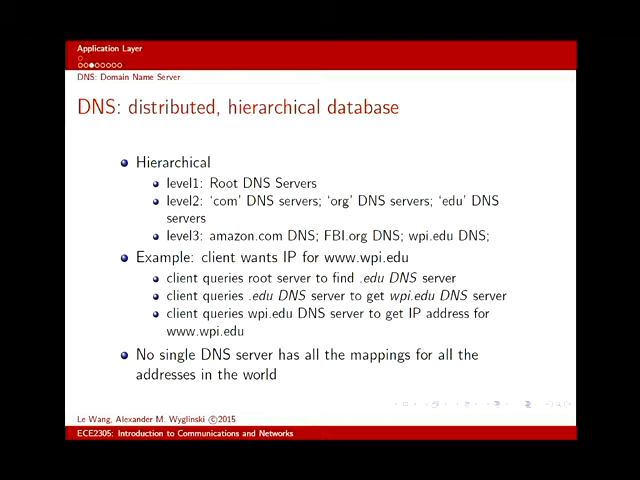 Application Layer
DNS: Domain Name Server
DNS: distributed, hierarchical database
Hierarchical
level1: Root DNS Servers
level2: 'com' DNS servers; 'org' DNS servers; 'edu' DNS
servers
level3: amazon.com DNS; FBI.org DNS; wpi.edu DNS;
Example: client wants IP for www.wpi.edu
client queries root server to find .edu DNS server
client queries .edu DNS server to get wpi.edu DNS server
client queries wpi.edu DNS server to get IP address for
www.wpi.edu
No single DNS server has all the mappings for all the
addresses in the world
Le Wang, Alexander M. Wyglinski ©2015
ECE2305: Introduction to Communications and Networks